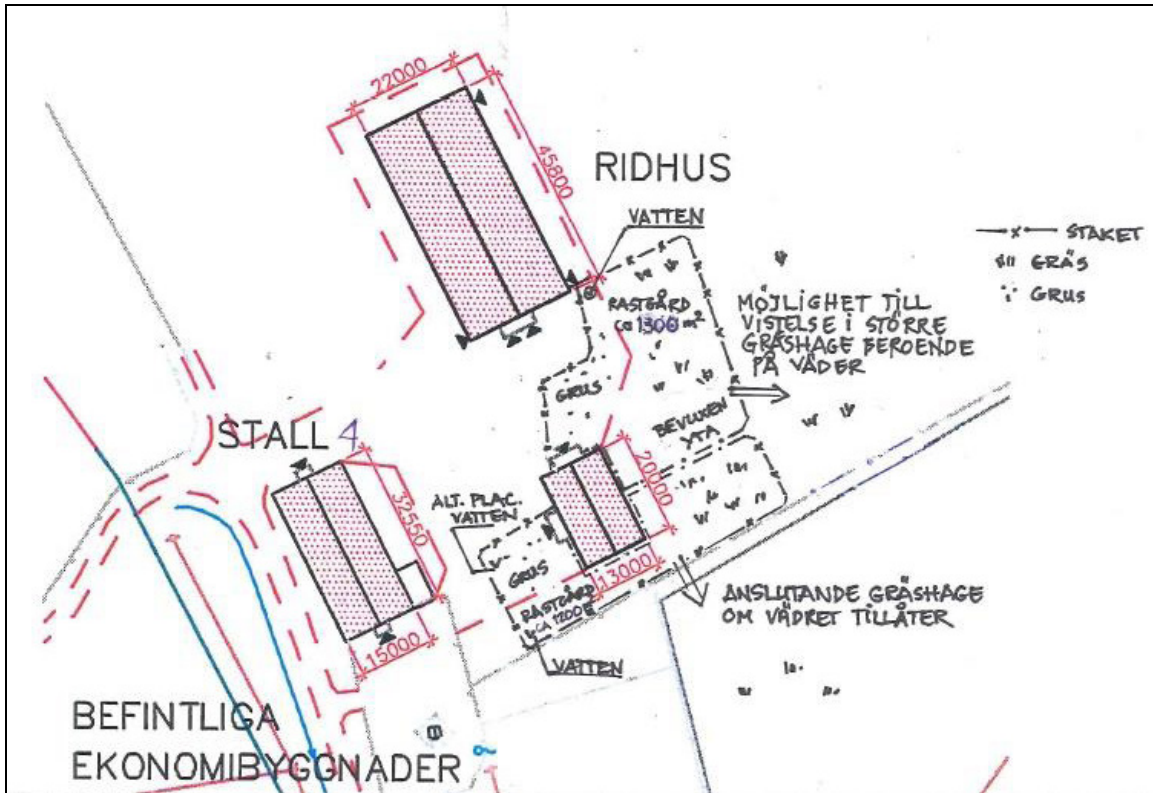 22000
45800
RIDHUS
VATTEN
STAKET
GRÄS
GRUS
RASTGÅRD
ca 1300 m²
MÖJLIGHET TILL
VISTELSE I STÖRRE
GRÄSHAGE BEROENDE
PÅ VÄDER
GRUS
BEVUXEN
YTA
STALL 4
32550
20000
ALT. PLAC.
VATTEN
GRUS
13000
RASTGÅRD
ca 1200
ANSLUTANDE GRÄSHAGE
OM VÄDRET TILLÅTER
15000
VATTEN
BEFINTLIGA
EKONOMIBYGGNADER